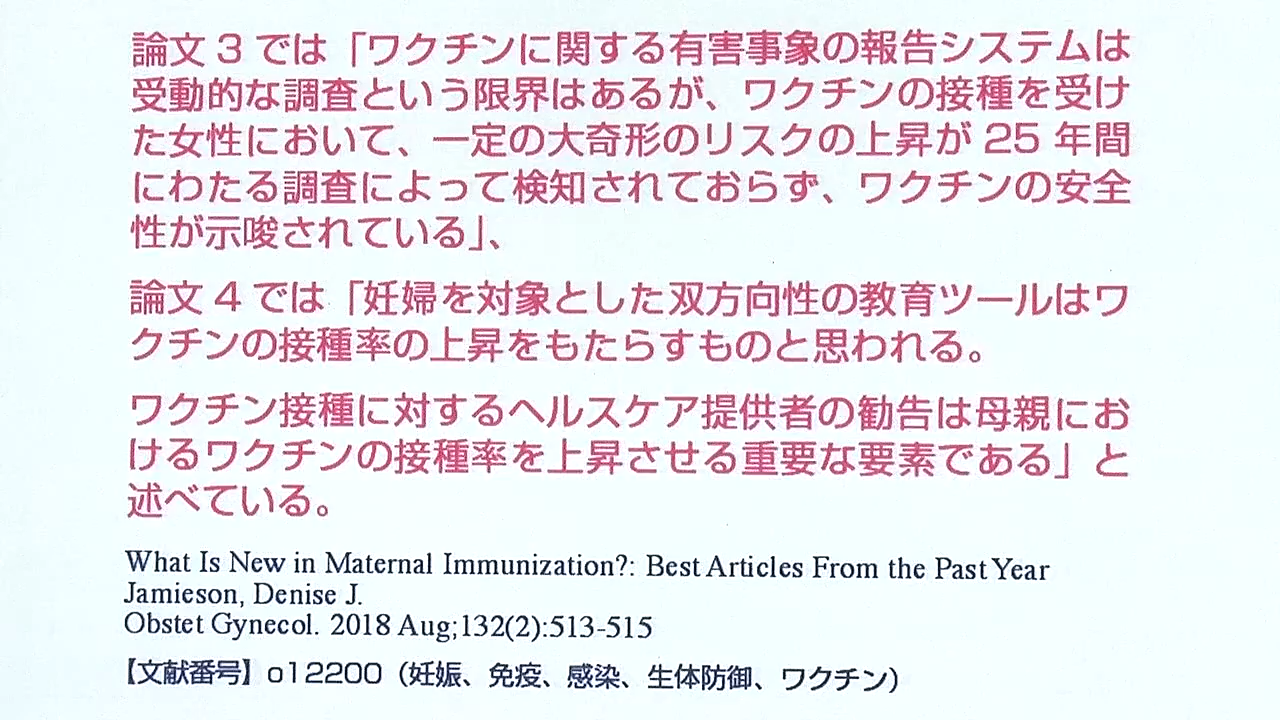 論文 3 では「ワクチンに関する有害事象の報告システムは
受動的な調査という限界はあるが、ワクチンの接種を受け
た女性において、一定の大奇形のリスクの上昇が 25 年間
にわたる調査によって検知されておらず、ワクチンの安全
性が示唆されている」、
論文 4 では「妊婦を対象とした双方向性の教育ツールはワ
クチンの接種率の上昇をもたらすものと思われる。
ワクチン接種に対するヘルスケア提供者の勧告は母親にお
けるワクチンの接種率を上昇させる重要な要素である」と
述べている。
What Is New in Maternal Immunization?: Best Articles From the Past Year
Jamieson, Denise J.
Obstet Gynecol. 2018 Aug;132(2):513-515
【文献番号】o12200（妊娠、免疫、感染、生体防御、ワクチン）